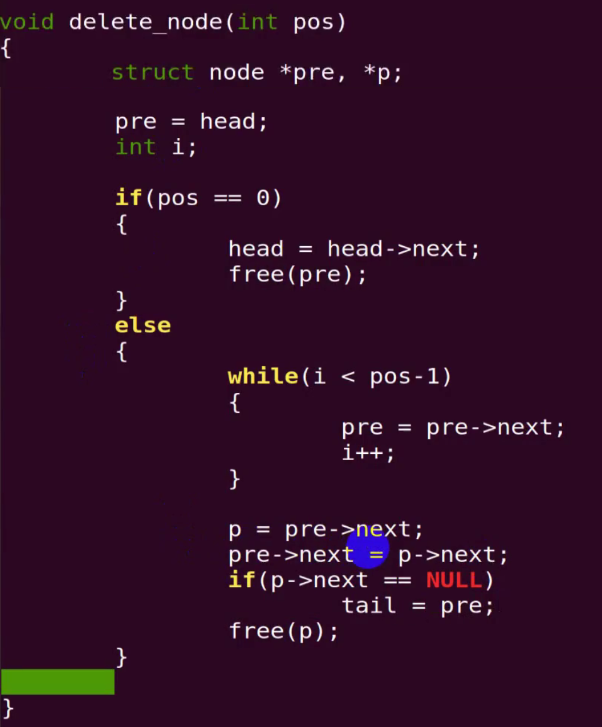 void delete_node(int pos)
{
        struct node *pre, *p;

        pre = head;
        int i;

        if(pos == 0)
        {
                head = head->next;
                free(pre);
        }
        else
        {
                while(i < pos-1)
                {
                        pre = pre->next;
                        i++;
                }

                p = pre->next;
                pre->next = p->next;
                if(p->next == NULL)
                        tail = pre;
                free(p);
        }

}